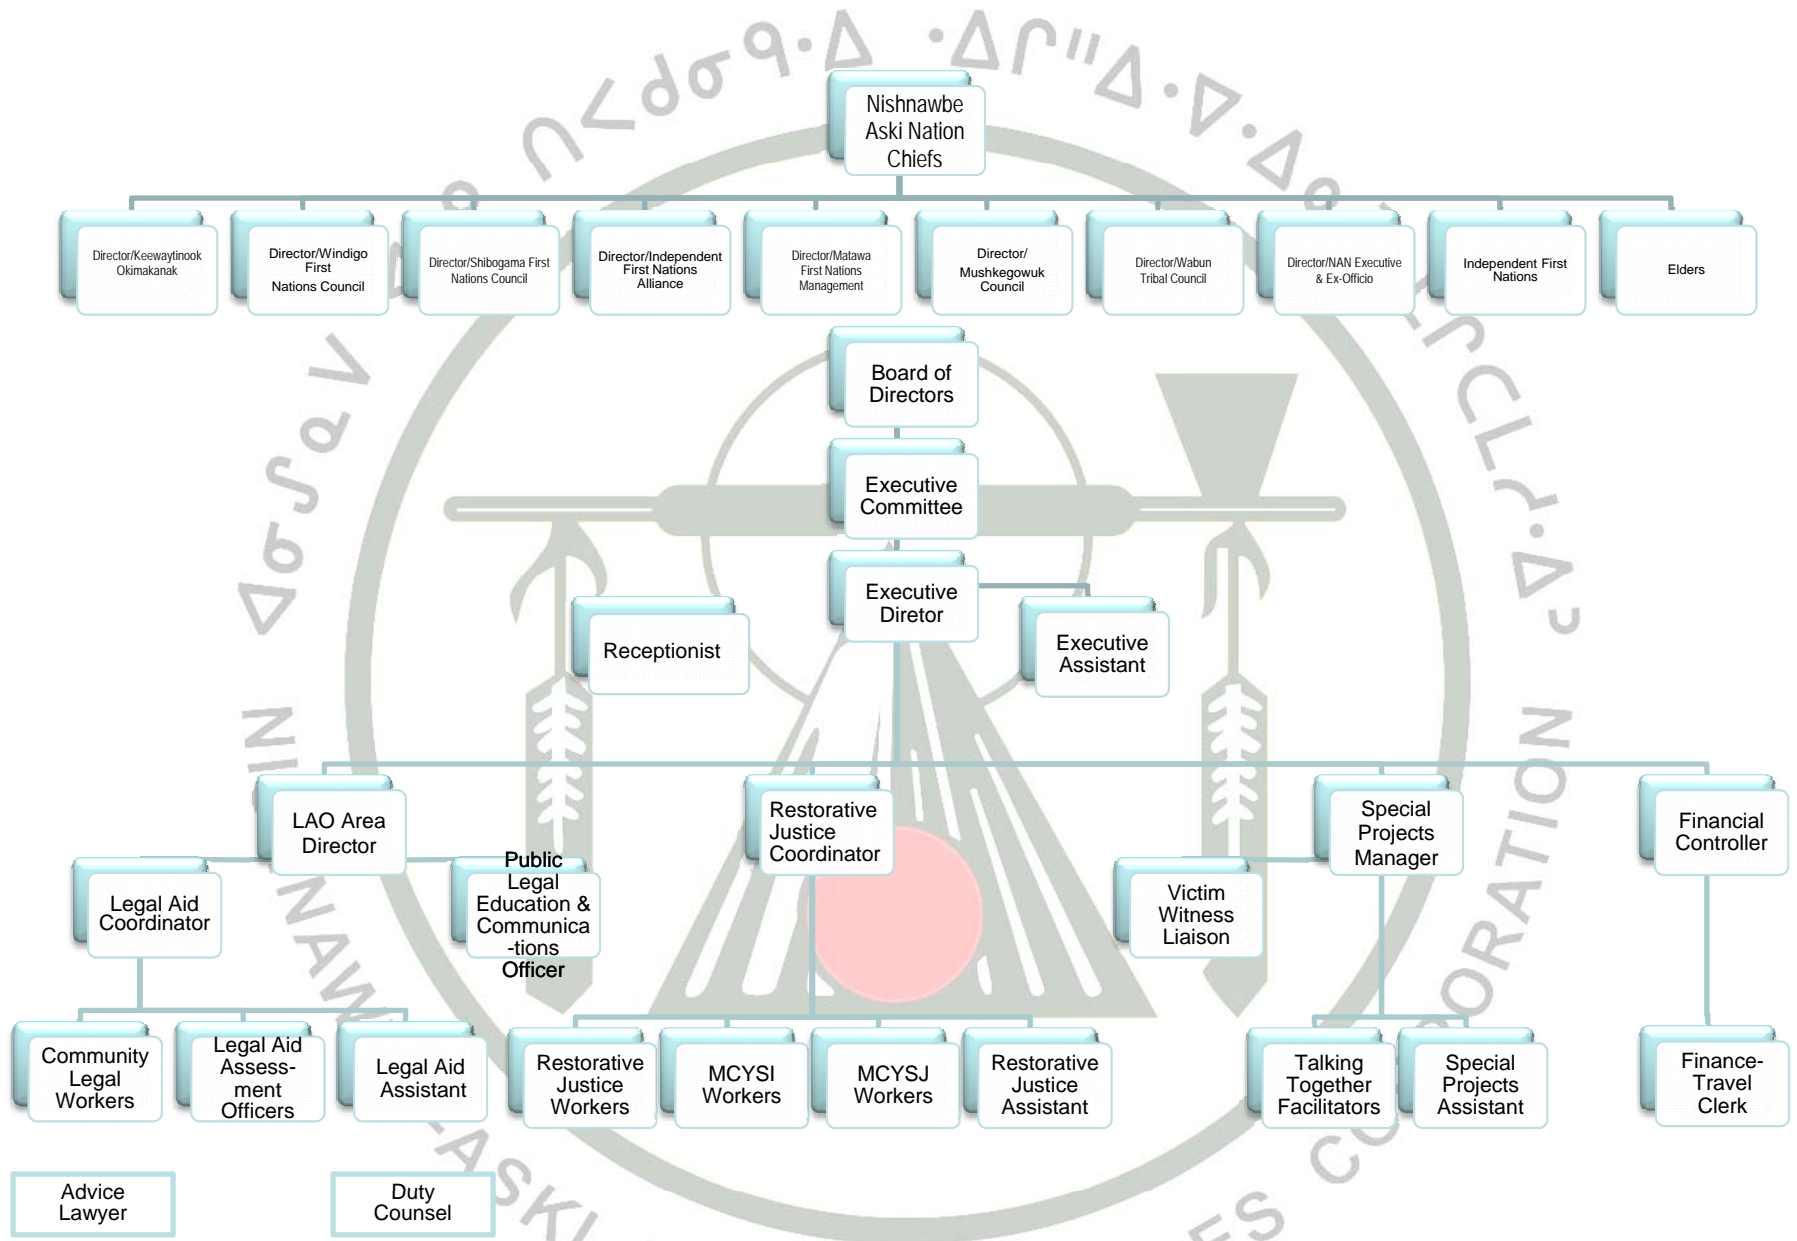 ᑎᐸᑯᓂᑫᐧᐃ
Nishnawbe
Aski Nation
Chiefs
Director/Keewaytinook
Okimakanak
Director/Windigo
First
Nations Council
Director/Shibogama First
Nations Council
Director/Independent
First Nations
Alliance
Director/Matawa
First Nations
Management
Director/
Mushkegowuk
Council
Director/Wabun
Tribal Council
Director/NAN Executive
& Ex-Officio
Independent First
Nations
Elders
Board of
Directors
Executive
Committee
Executive
Diretor
Receptionist
Executive
Assistant
LAO Area
Director
Restorative
Justice
Coordinator
Special
Projects
Manager
Financial
Controller
Legal Aid
Coordinator
Public
Legal
Education &
Communica
-tions
Officer
Victim
Witness
Liaison
Community
Legal
Workers
Legal Aid
Assess-
ment
Officers
Legal Aid
Assistant
Restorative
Justice
Workers
MCYSI
Workers
MCYSJ
Workers
Restorative
Justice
Assistant
Talking
Together
Facilitators
Special
Projects
Assistant
Finance-
Travel
Clerk
Advice
Lawyer
Duty
Counsel
-ASKI